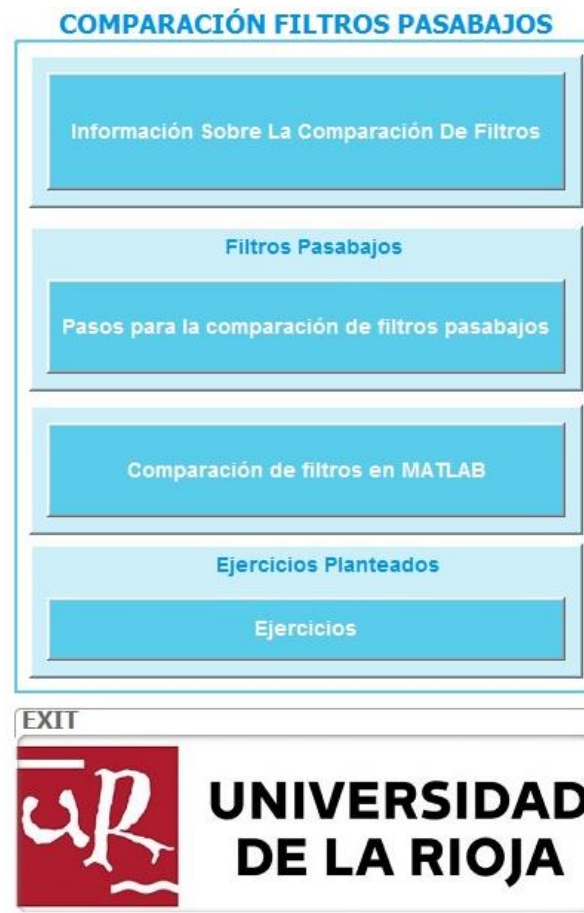 COMPARACIÓN FILTROS PASABAJOS
Información Sobre La Comparación De Filtros
Filtros Pasabajos
Pasos para la comparación de filtros pasabajos
Comparación de filtros en MATLAB
Ejercicios Planteados
Ejercicios
EXIT
uR
UNIVERSIDAD
DE LA RIOJA